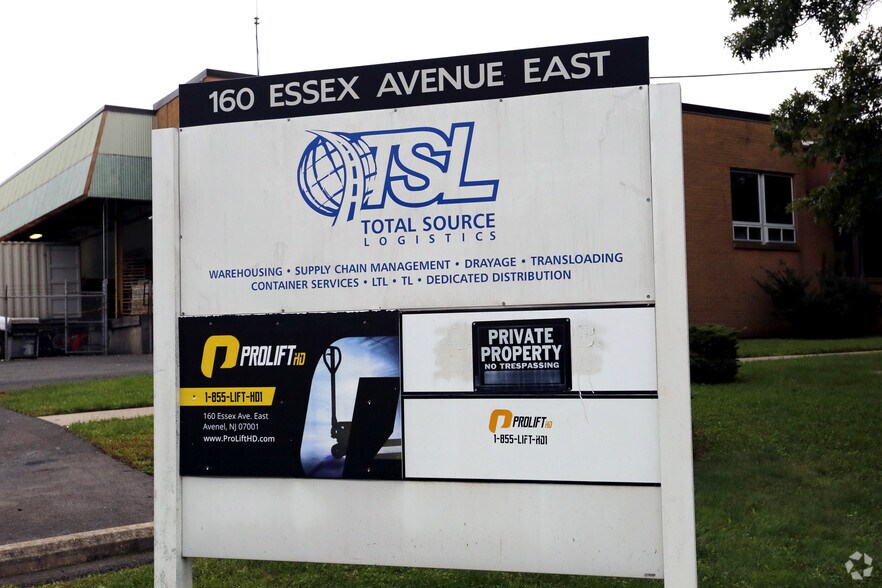 160 ESSEX AVENUE EAST
TSL
TOTAL SOURCE
LOGISTICS
WAREHOUSING • SUPPLY CHAIN MANAGEMENT • DRAYAGE • TRANSLOADING
CONTAINER SERVICES • LTL • TL • DEDICATED DISTRIBUTION
PROLIFT HD
1-855-LIFT-HD1
160 Essex Ave. East
Avenel, NJ 07001
www.ProLiftHD.com
PRIVATE
PROPERTY
NO TRESPASSING
PROLIFT HD
1-855-LIFT-HD1